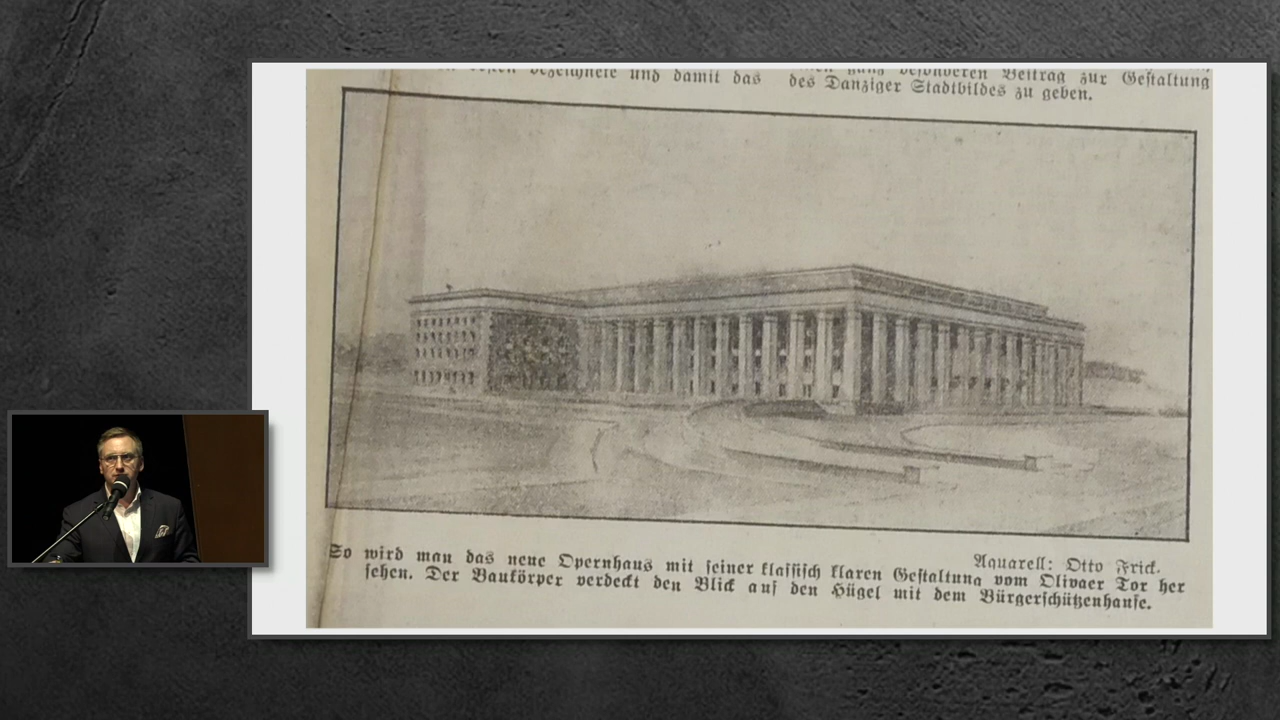 bezeichnete und damit das
ganz besonderen Beitrag zur Gestaltung
des Danziger Stadtbildes zu geben.
Aquarell: Otto Frick.
So wird man das neue Opernhaus mit seiner klassisch klaren Gestaltung vom Olivaer Tor her
sehen. Der Baukörper verdeckt den Blick auf den Hügel mit dem Bürgerschützenhause.